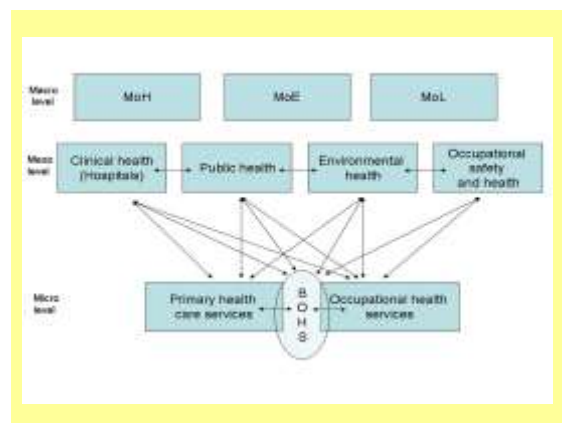 Macro
level
MoH
MoE
MoL
Meso
level
Clinical health
(Hospitals)
Public health
Environmental
health
Occupational
safety
and health
Micro
level
Primary health
care services
B
O
H
S
Occupational health
services